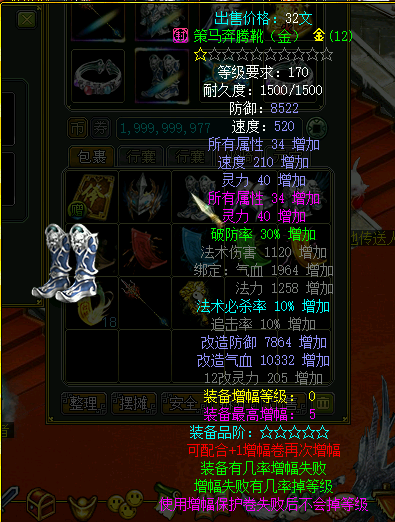 出售价格：32文
策马奔腾靴（金） 金(12)
☆☆☆☆☆☆☆☆☆☆☆☆
等级要求：170
耐久度：1500/1500
防御：8522
速度：520
所有属性 34 增加
速度 210 增加
灵力 40 增加
所有属性 34 增加
灵力 40 增加
破防率 30% 增加
法术伤害 1120 增加
绑定：气血 1964 增加
法力 1258 增加
法术必杀率 10% 增加
追击率 10% 增加
改造防御 7864 增加
改造气血 10332 增加
12改灵力 205 增加
装备增幅等级： 0
装备最高增幅： 5
装备品阶：☆☆☆☆☆
可配合+1增幅卷再次增幅
装备有几率增幅失败
增幅失败有几率掉等级
使用增幅保护卷失败后不会掉等级
币 券 1,999,999,977
包裹 行囊 行囊
赠
18
整理 摆摊 安全
地传送人
者